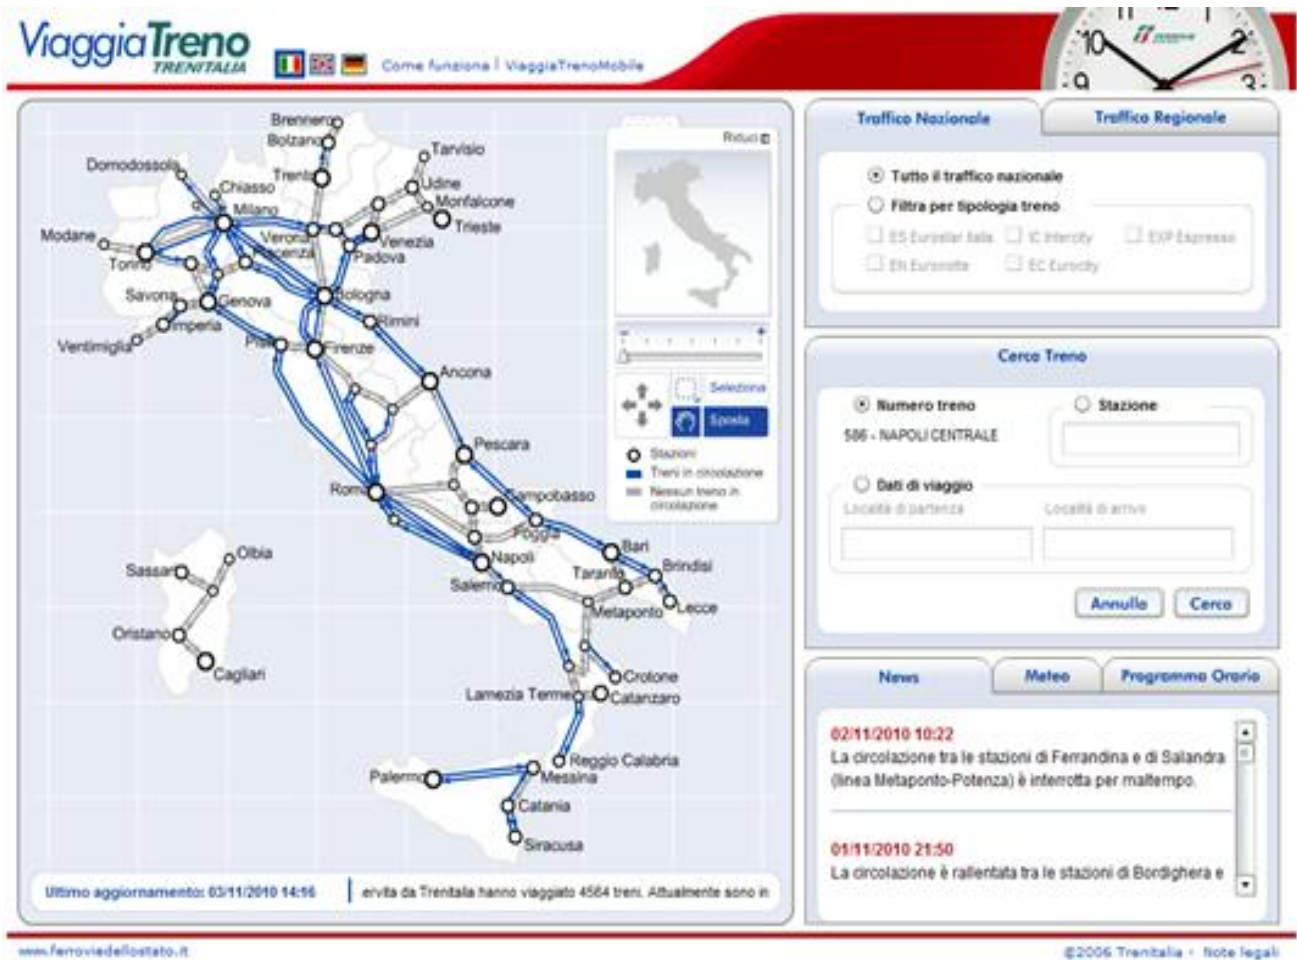 ViaggiaTreno
TRENITALIA
Come funziona | ViaggiaTrenoMobile
10
2
9
3
Traffico Nazionale
Traffico Regionale
Tutto il traffico nazionale
Filtra per tipologia treno
ES Eurostar Italia
IC Intercity
EXP Espresso
EN Euronotte
EC Eurocity
Cerca Treno
Numero treno
Stazione
586 - NAPOLI CENTRALE
Dati di viaggio
Località di partenza
Località di arrivo
Annulla
Cerca
News
Meteo
Programma Orario
02/11/2010 10:22
La circolazione tra le stazioni di Ferrandina e di Salandra
(linea Metaponto-Potenza) è interrotta per maltempo.
01/11/2010 21:50
La circolazione è rallentata tra le stazioni di Bordighera e
Riduci
Seleziona
Sposta
Stazioni
Treni in circolazione
Nessun treno in
circolazione
Brennero
Bolzano
Trento
Tarvisio
Domodossola
Chiasso
Udine
Monfalcone
Milano
Trieste
Modane
Verona
Venezia
Torino
Piacenza
Padova
Savona
Genova
Bologna
Imperia
Rimini
Ventimiglia
Pisa
Firenze
Ancona
Pescara
Roma
Campobasso
Foggia
Olbia
Napoli
Bari
Sassari
Salerno
Taranto
Brindisi
Metaponto
Lecce
Oristano
Cagliari
Crotone
Lamezia Terme
Catanzaro
Reggio Calabria
Palermo
Messina
Catania
Siracusa
Ultimo aggiornamento: 03/11/2010 14:16
ervita da Trenitalia hanno viaggiato 4564 treni. Attualmente sono in
www.ferroviedellostato.it
©2006 Trenitalia - Note legali